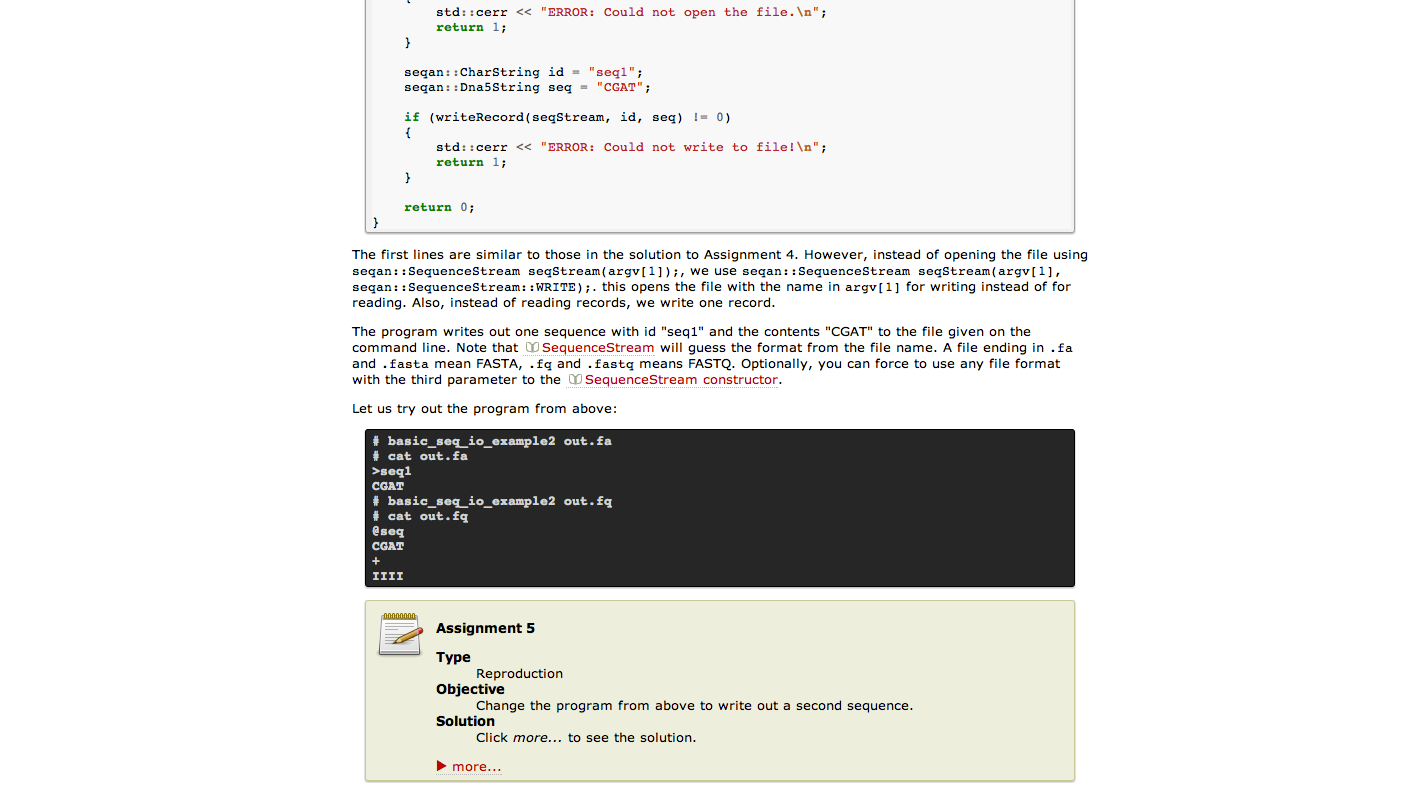 {
std::cerr << "ERROR: Could not open the file.\n";
return 1;
}
seqan::CharString id = "seq1";
seqan::Dna5String seq = "CGAT";
if (writeRecord(seqStream, id, seq) != 0)
{
std::cerr << "ERROR: Could not write to file!\n";
return 1;
}
return 0;
}
The first lines are similar to those in the solution to Assignment 4. However, instead of opening the file using
seqan::SequenceStream seqStream(argv[1]);, we use seqan::SequenceStream seqStream(argv[1],
seqan::SequenceStream::WRITE);. this opens the file with the name in argv[1] for writing instead of for
reading. Also, instead of reading records, we write one record.
The program writes out one sequence with id "seq1" and the contents "CGAT" to the file given on the
command line. Note that SequenceStream will guess the format from the file name. A file ending in .fa
and .fasta mean FASTA, .fq and .fastq means FASTQ. Optionally, you can force to use any file format
with the third parameter to the SequenceStream constructor.
Let us try out the program from above:
# basic_seq_io_example2 out.fa
# cat out.fa
>seq1
CGAT
# basic_seq_io_example2 out.fq
# cat out.fq
@seq
CGAT
+
IIII
Assignment 5
Type
Reproduction
Objective
Change the program from above to write out a second sequence.
Solution
Click more... to see the solution.
▶ more...